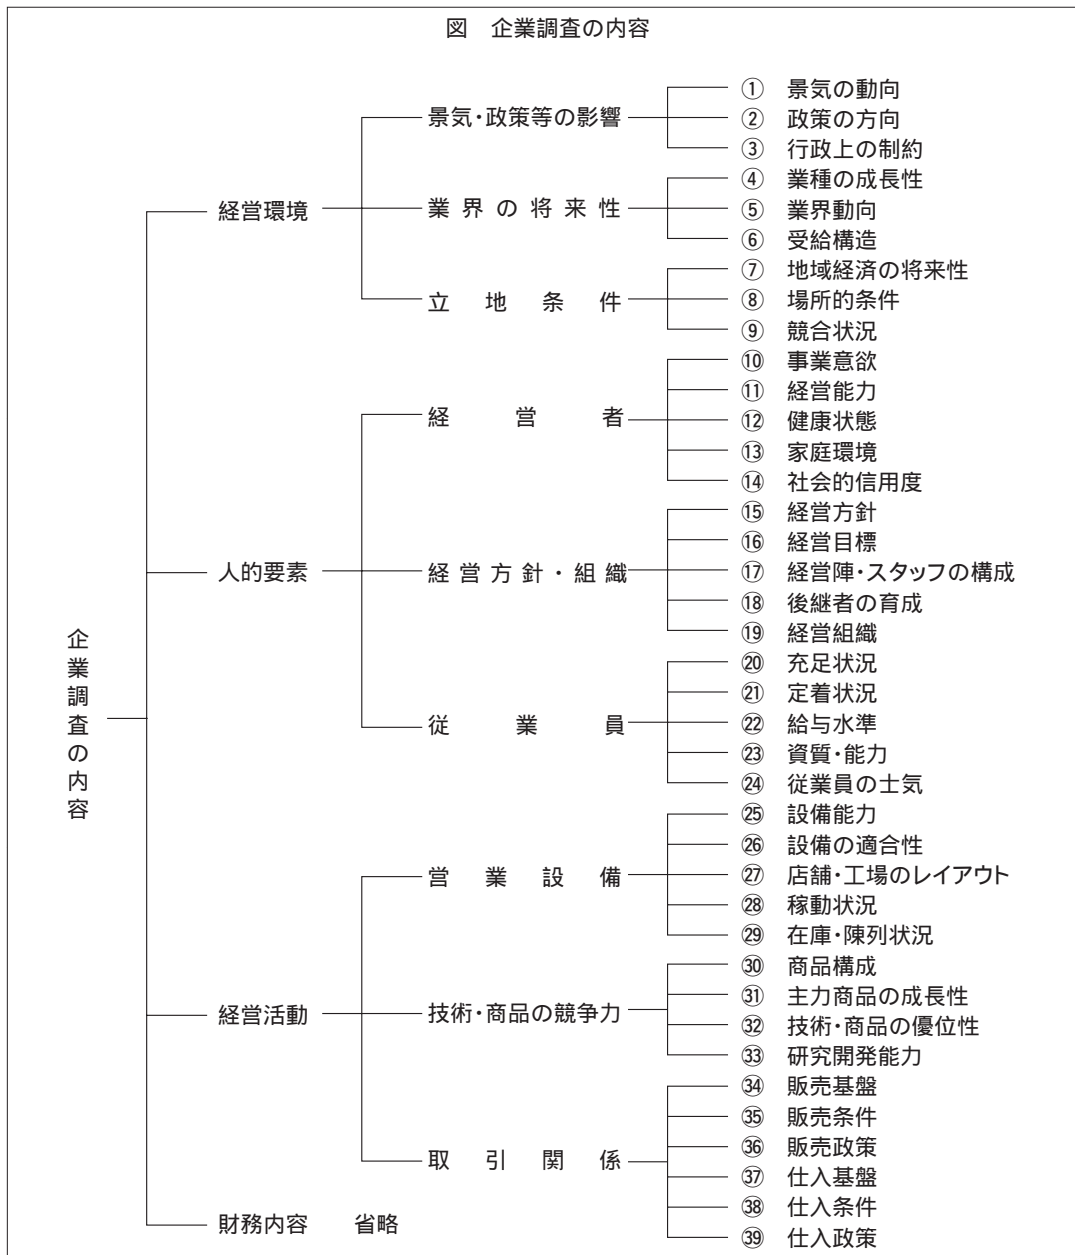 図 企業調査の内容
企業調査の内容
経営環境
景気・政策等の影響
① 景気の動向
② 政策の方向
③ 行政上の制約
業界の将来性
④ 業種の成長性
⑤ 業界動向
⑥ 受給構造
立地条件
⑦ 地域経済の将来性
⑧ 場所的条件
⑨ 競合状況
人的要素
経営者
⑩ 事業意欲
⑪ 経営能力
⑫ 健康状態
⑬ 家庭環境
⑭ 社会的信用度
経営方針・組織
⑮ 経営方針
⑯ 経営目標
⑰ 経営陣・スタッフの構成
⑱ 後継者の育成
⑲ 経営組織
従業員
⑳ 充足状況
㉑ 定着状況
㉒ 給与水準
㉓ 資質・能力
㉔ 従業員の士気
経営活動
営業設備
㉕ 設備能力
㉖ 設備の適合性
㉗ 店舗・工場のレイアウト
㉘ 稼動状況
㉙ 在庫・陳列状況
技術・商品の競争力
㉚ 商品構成
㉛ 主力商品の成長性
㉜ 技術・商品の優位性
㉝ 研究開発能力
取引関係
㉞ 販売基盤
㉟ 販売条件
㊱ 販売政策
㊲ 仕入基盤
㊳ 仕入条件
㊴ 仕入政策
財務内容 省略